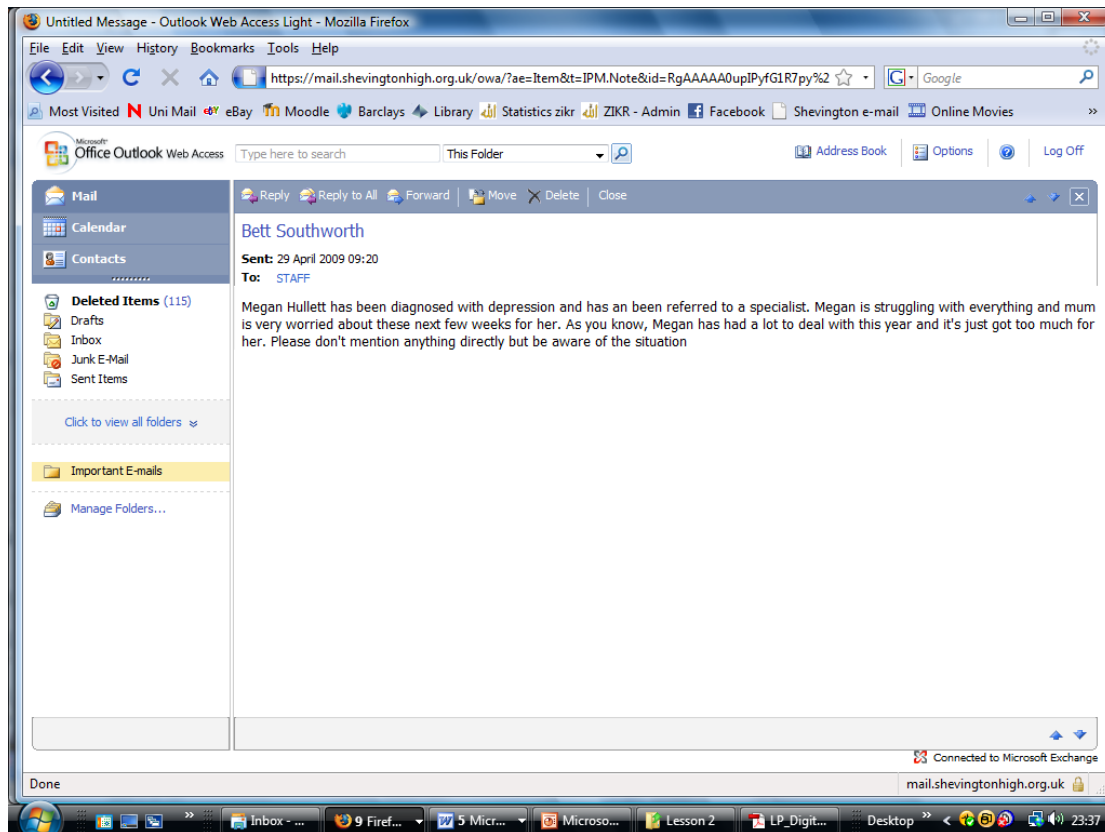 Untitled Message - Outlook Web Access Light - Mozilla Firefox
File Edit View History Bookmarks Tools Help
https://mail.shevingtonhigh.org.uk/owa/?ae=Item&t=IPM.Note&id=RgAAAAA0upIPyfG1R7py%2
G Google
Most Visited N Uni Mail eBay eBay Moodle Barclays Library Statistics zikr ZIKR - Admin Facebook Shevington e-mail Online Movies »
Microsoft
Office Outlook Web Access Type here to search This Folder Address Book Options Log Off
Mail Reply Reply to All Forward Move Delete Close
Calendar
Contacts
Bett Southworth
Sent: 29 April 2009 09:20
To: STAFF
Deleted Items (115)
Drafts
Inbox
Junk E-Mail
Sent Items
Click to view all folders
Important E-mails
Manage Folders...
Megan Hullett has been diagnosed with depression and has an been referred to a specialist. Megan is struggling with everything and mum
is very worried about these next few weeks for her. As you know, Megan has had a lot to deal with this year and it's just got too much for
her. Please don't mention anything directly but be aware of the situation
Connected to Microsoft Exchange
Done mail.shevingtonhigh.org.uk
» Inbox - ... 9 Firef... 5 Micr... Microso... Lesson 2 LP_Digit... Desktop » < 23:37